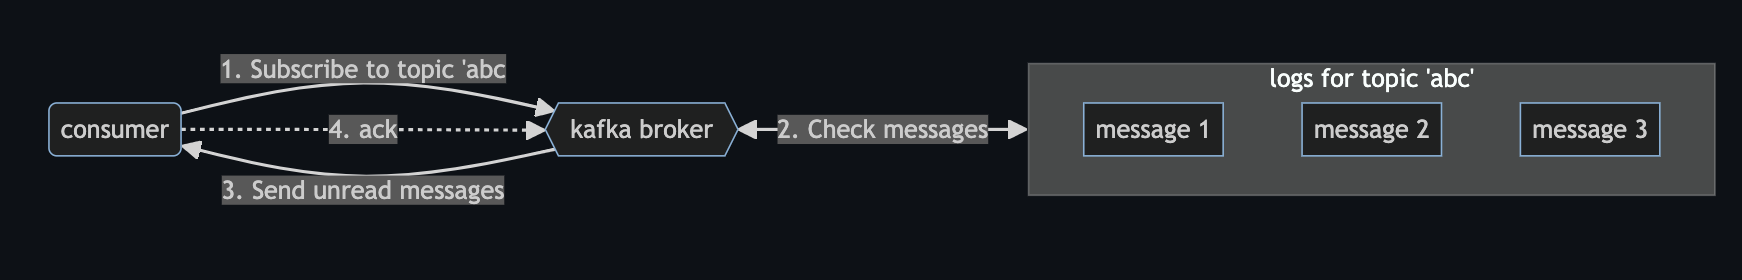 1. Subscribe to topic 'abc
logs for topic 'abc'
consumer
4. ack
kafka broker
2. Check messages
message 1
message 2
message 3
3. Send unread messages